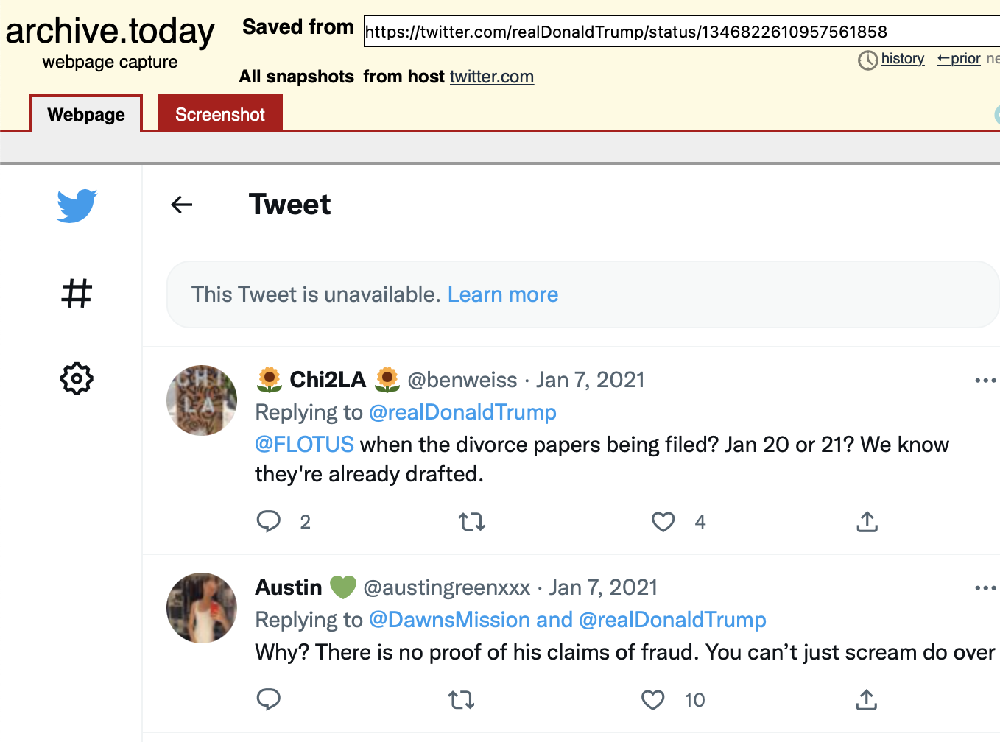 archive.today
webpage capture
Saved from https://twitter.com/realDonaldTrump/status/1346822610957561858
history ←prior ne
All snapshots from host twitter.com
Webpage Screenshot
Tweet
This Tweet is unavailable. Learn more
🌻 Chi2LA 🌻 @benweiss · Jan 7, 2021
Replying to @realDonaldTrump
@FLOTUS when the divorce papers being filed? Jan 20 or 21? We know
they're already drafted.
2 4
Austin 💚 @austingreenxxx · Jan 7, 2021
Replying to @DawnsMission and @realDonaldTrump
Why? There is no proof of his claims of fraud. You can’t just scream do over
10